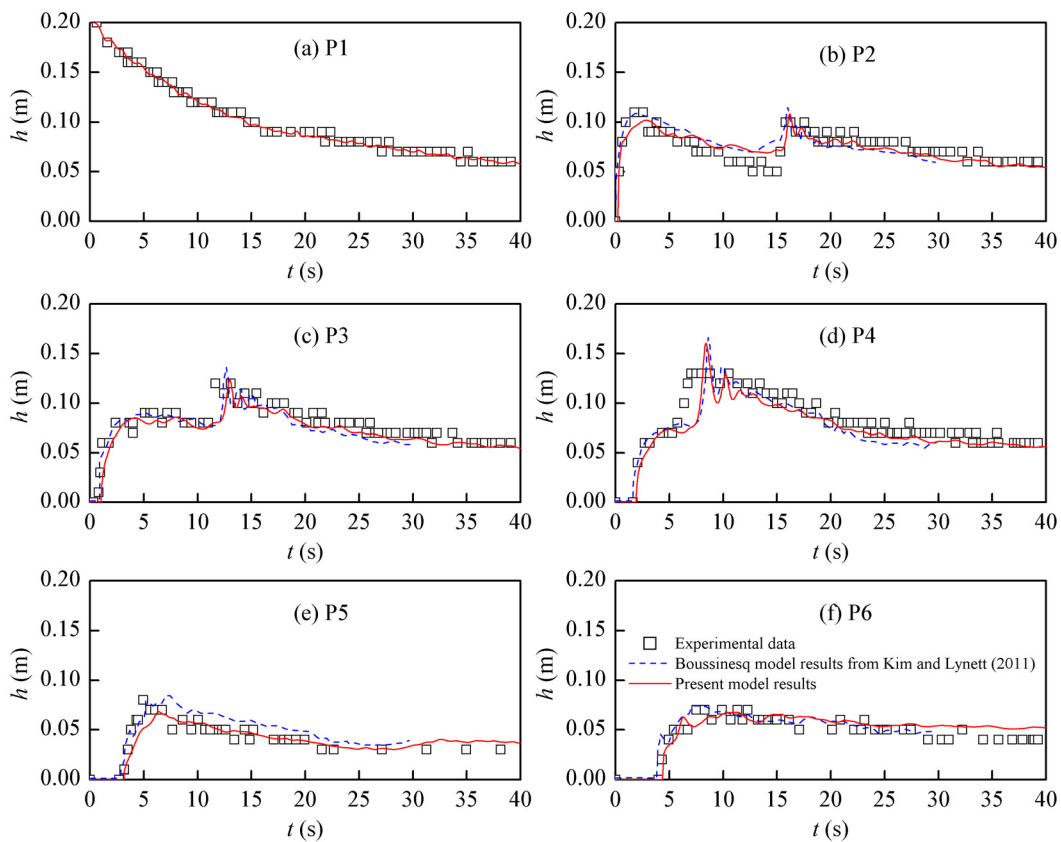 0.20
0.15
0.10
0.05
0.00
h (m)
(a) P1
0 5 10 15 20 25 30 35 40
t (s)
0.20
0.15
0.10
0.05
0.00
h (m)
(b) P2
0 5 10 15 20 25 30 35 40
t (s)
0.20
0.15
0.10
0.05
0.00
h (m)
(c) P3
0 5 10 15 20 25 30 35 40
t (s)
0.20
0.15
0.10
0.05
0.00
h (m)
(d) P4
0 5 10 15 20 25 30 35 40
t (s)
0.20
0.15
0.10
0.05
0.00
h (m)
(e) P5
0 5 10 15 20 25 30 35 40
t (s)
0.20
0.15
0.10
0.05
0.00
h (m)
(f) P6
Experimental data
Boussinesq model results from Kim and Lynett (2011)
Present model results
0 5 10 15 20 25 30 35 40
t (s)